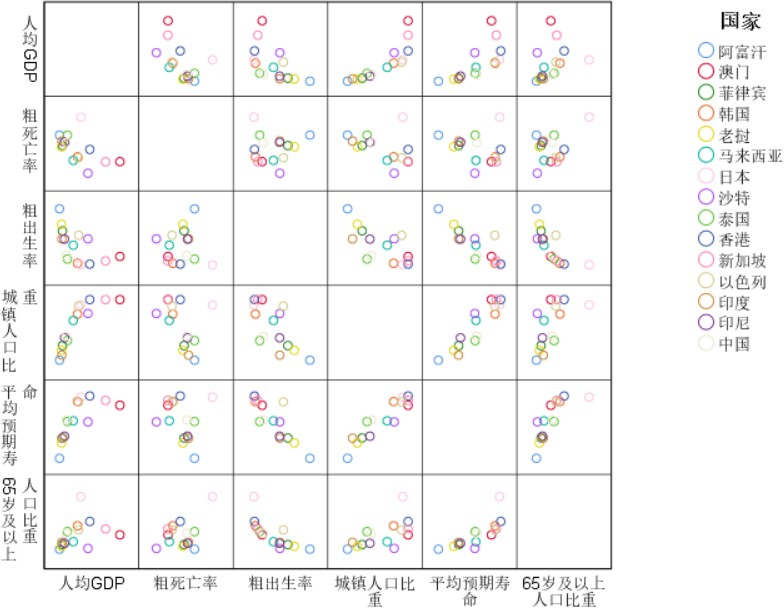 人均GDP
粗死亡率
粗出生率
城镇人口比
重
平均预期寿
命
65岁及以上
人口比重
人均GDP
粗死亡率
粗出生率
城镇人口比
重
平均预期寿
命
65岁及以上
人口比重
国家
阿富汗
澳门
菲律宾
韩国
老挝
马来西亚
日本
沙特
泰国
香港
新加坡
以色列
印度
印尼
中国